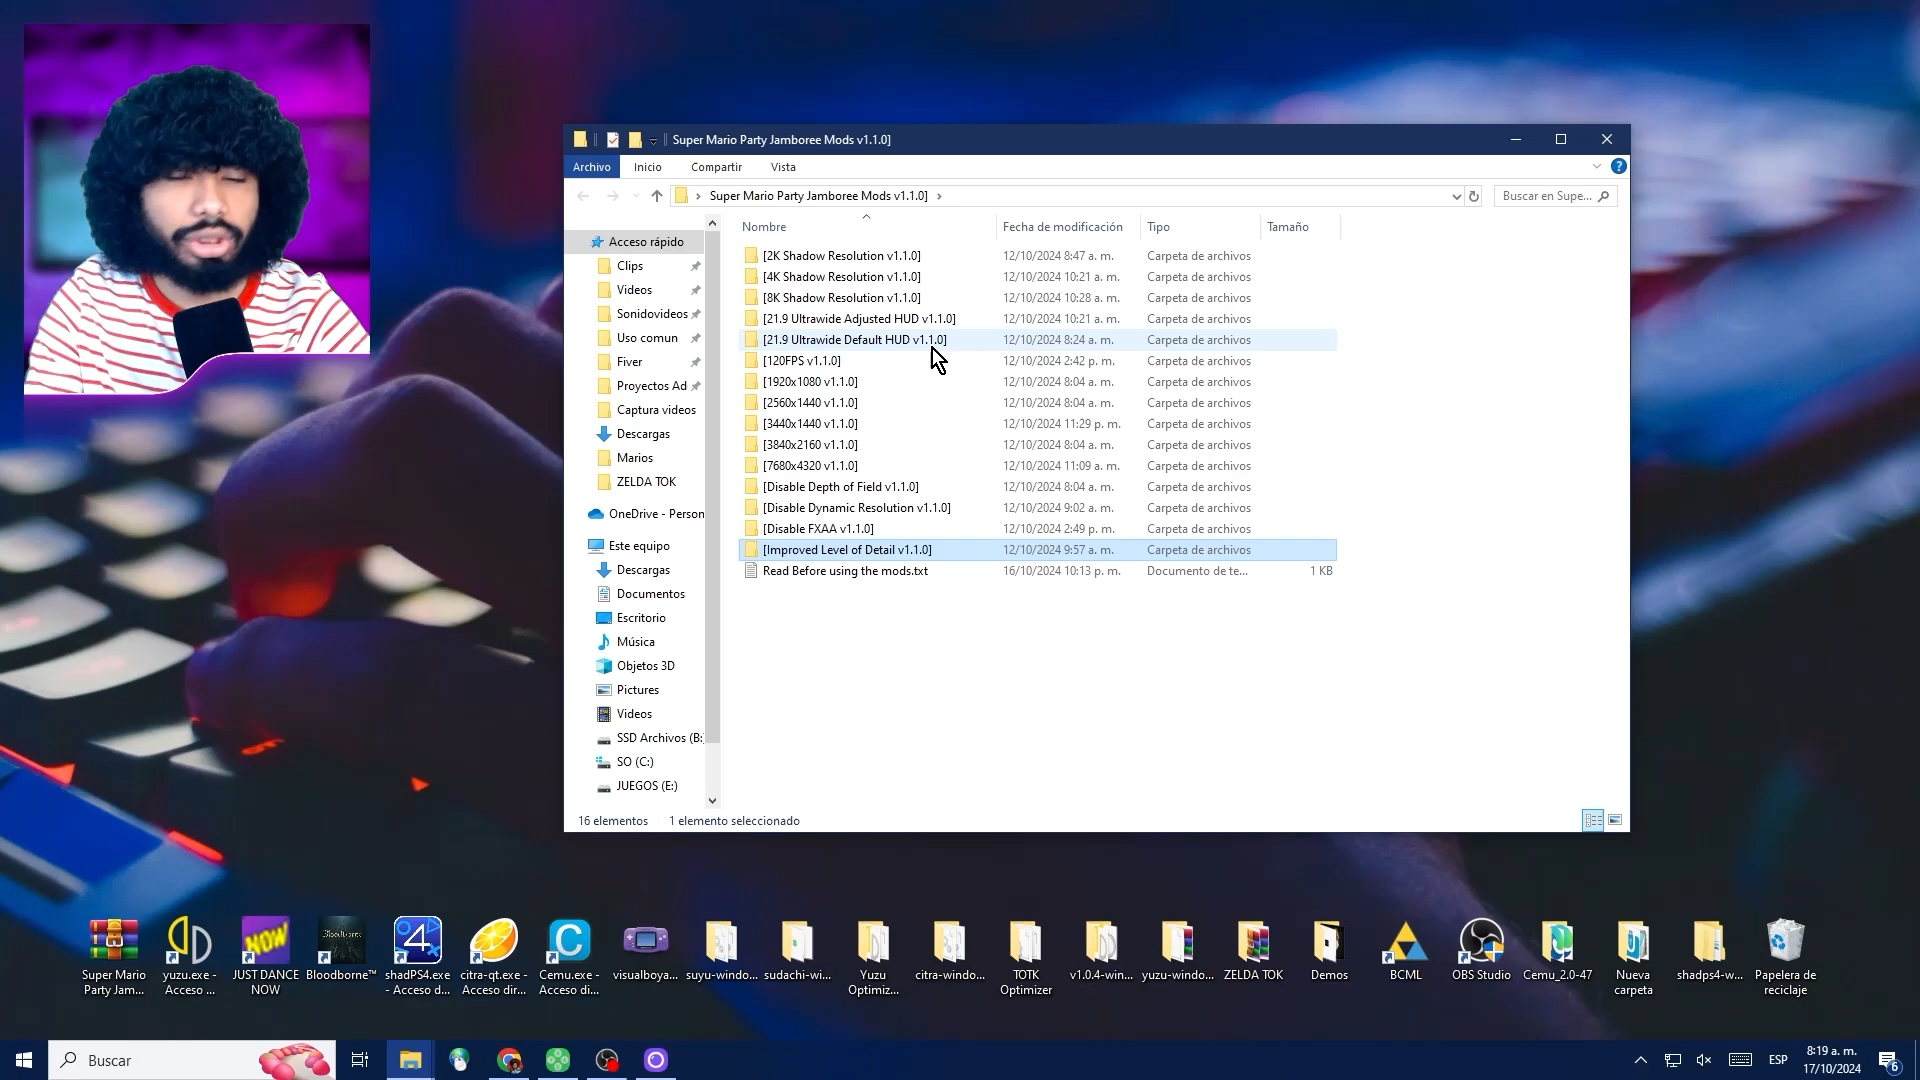 Super Mario Party Jamboree Mods v1.1.0]
Archivo
Inicio
Compartir
Vista
Super Mario Party Jamboree Mods v1.1.0]
Buscar en Supe...
Nombre
Fecha de modificación
Tipo
Tamaño
[2K Shadow Resolution v1.1.0] 12/10/2024 8:47 a. m. Carpeta de archivos
[4K Shadow Resolution v1.1.0] 12/10/2024 10:21 a. m. Carpeta de archivos
[8K Shadow Resolution v1.1.0] 12/10/2024 10:28 a. m. Carpeta de archivos
[21.9 Ultrawide Adjusted HUD v1.1.0] 12/10/2024 10:21 a. m. Carpeta de archivos
[21.9 Ultrawide Default HUD v1.1.0] 12/10/2024 8:24 a. m. Carpeta de archivos
[120FPS v1.1.0] 12/10/2024 2:42 p. m. Carpeta de archivos
[1920x1080 v1.1.0] 12/10/2024 8:04 a. m. Carpeta de archivos
[2560x1440 v1.1.0] 12/10/2024 8:04 a. m. Carpeta de archivos
[3440x1440 v1.1.0] 12/10/2024 11:29 p. m. Carpeta de archivos
[3840x2160 v1.1.0] 12/10/2024 8:04 a. m. Carpeta de archivos
[7680x4320 v1.1.0] 12/10/2024 11:09 a. m. Carpeta de archivos
[Disable Depth of Field v1.1.0] 12/10/2024 8:04 a. m. Carpeta de archivos
[Disable Dynamic Resolution v1.1.0] 12/10/2024 9:02 a. m. Carpeta de archivos
[Disable FXAA v1.1.0] 12/10/2024 2:49 p. m. Carpeta de archivos
[Improved Level of Detail v1.1.0] 12/10/2024 9:57 a. m. Carpeta de archivos
Read Before using the mods.txt 16/10/2024 10:13 p. m. Documento de te... 1 KB
Acceso rápido
Clips
Videos
Sonidovideos
Uso comun
Fiver
Proyectos Ad
Captura videos
Descargas
Marios
ZELDA TOK
OneDrive - Person
Este equipo
Descargas
Documentos
Escritorio
Música
Objetos 3D
Pictures
Videos
SSD Archivos (B:
SO (C:)
JUEGOS (E:)
16 elementos
1 elemento seleccionado
Super Mario
Party Jam...
yuzu.exe -
Acceso ...
JUST DANCE
NOW
Bloodborne
Bloodborne™
shadPS4.exe
- Acceso d...
citra-qt.exe -
Acceso dir...
Cemu.exe -
Acceso di...
visualboya...
suyu-windo...
sudachi-wi...
Yuzu
Optimiz...
citra-windo...
TOTK
Optimizer
v1.0.4-win...
yuzu-windo...
ZELDA TOK
Demos
BCML
OBS Studio
Cemu_2.0-47
Nueva
carpeta
shadps4-w...
Papelera de
reciclaje
Buscar
ESP
8:19 a. m.
17/10/2024
6